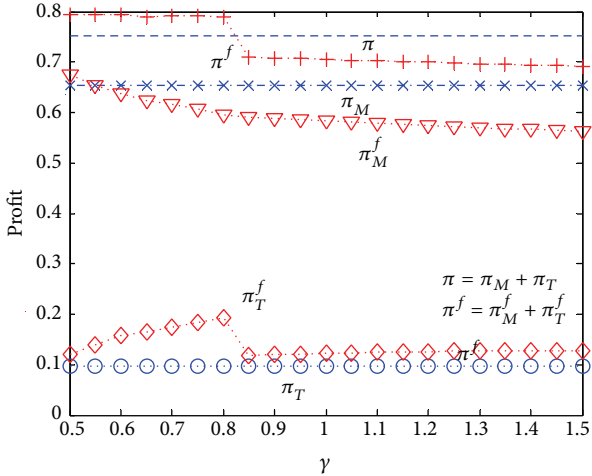 0.8
0.7
0.6
0.5
0.4
0.3
0.2
0.1
0
Profit
π^f
π
π_M
π_M^f
π_T^f
π = π_M + π_T
π^f = π_M^f + π_T^f
π^f
π_T
0.5 0.6 0.7 0.8 0.9 1 1.1 1.2 1.3 1.4 1.5
γ